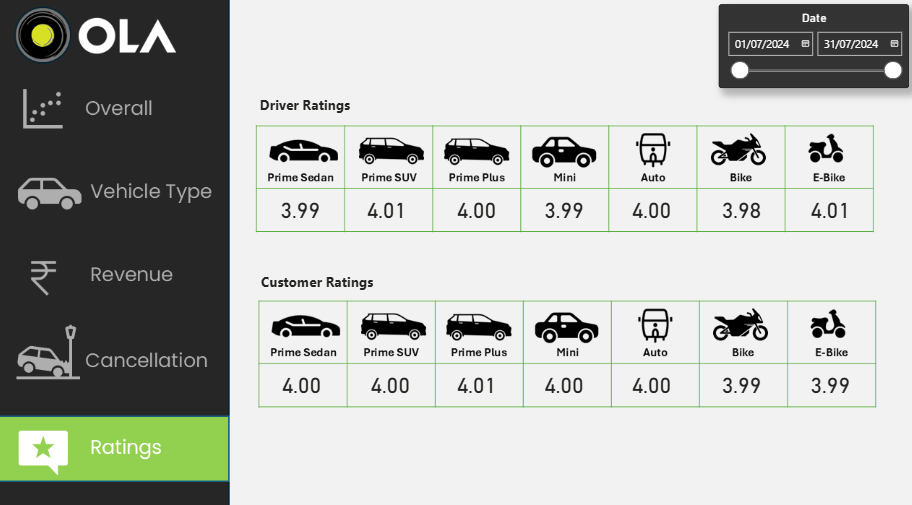 OLA
Overall
Vehicle Type
Revenue
Cancellation
Ratings
Date
01/07/2024 31/07/2024
Driver Ratings
Prime Sedan Prime SUV Prime Plus Mini Auto Bike E-Bike
3.99 4.01 4.00 3.99 4.00 3.98 4.01
Customer Ratings
Prime Sedan Prime SUV Prime Plus Mini Auto Bike E-Bike
4.00 4.00 4.01 4.00 4.00 3.99 3.99